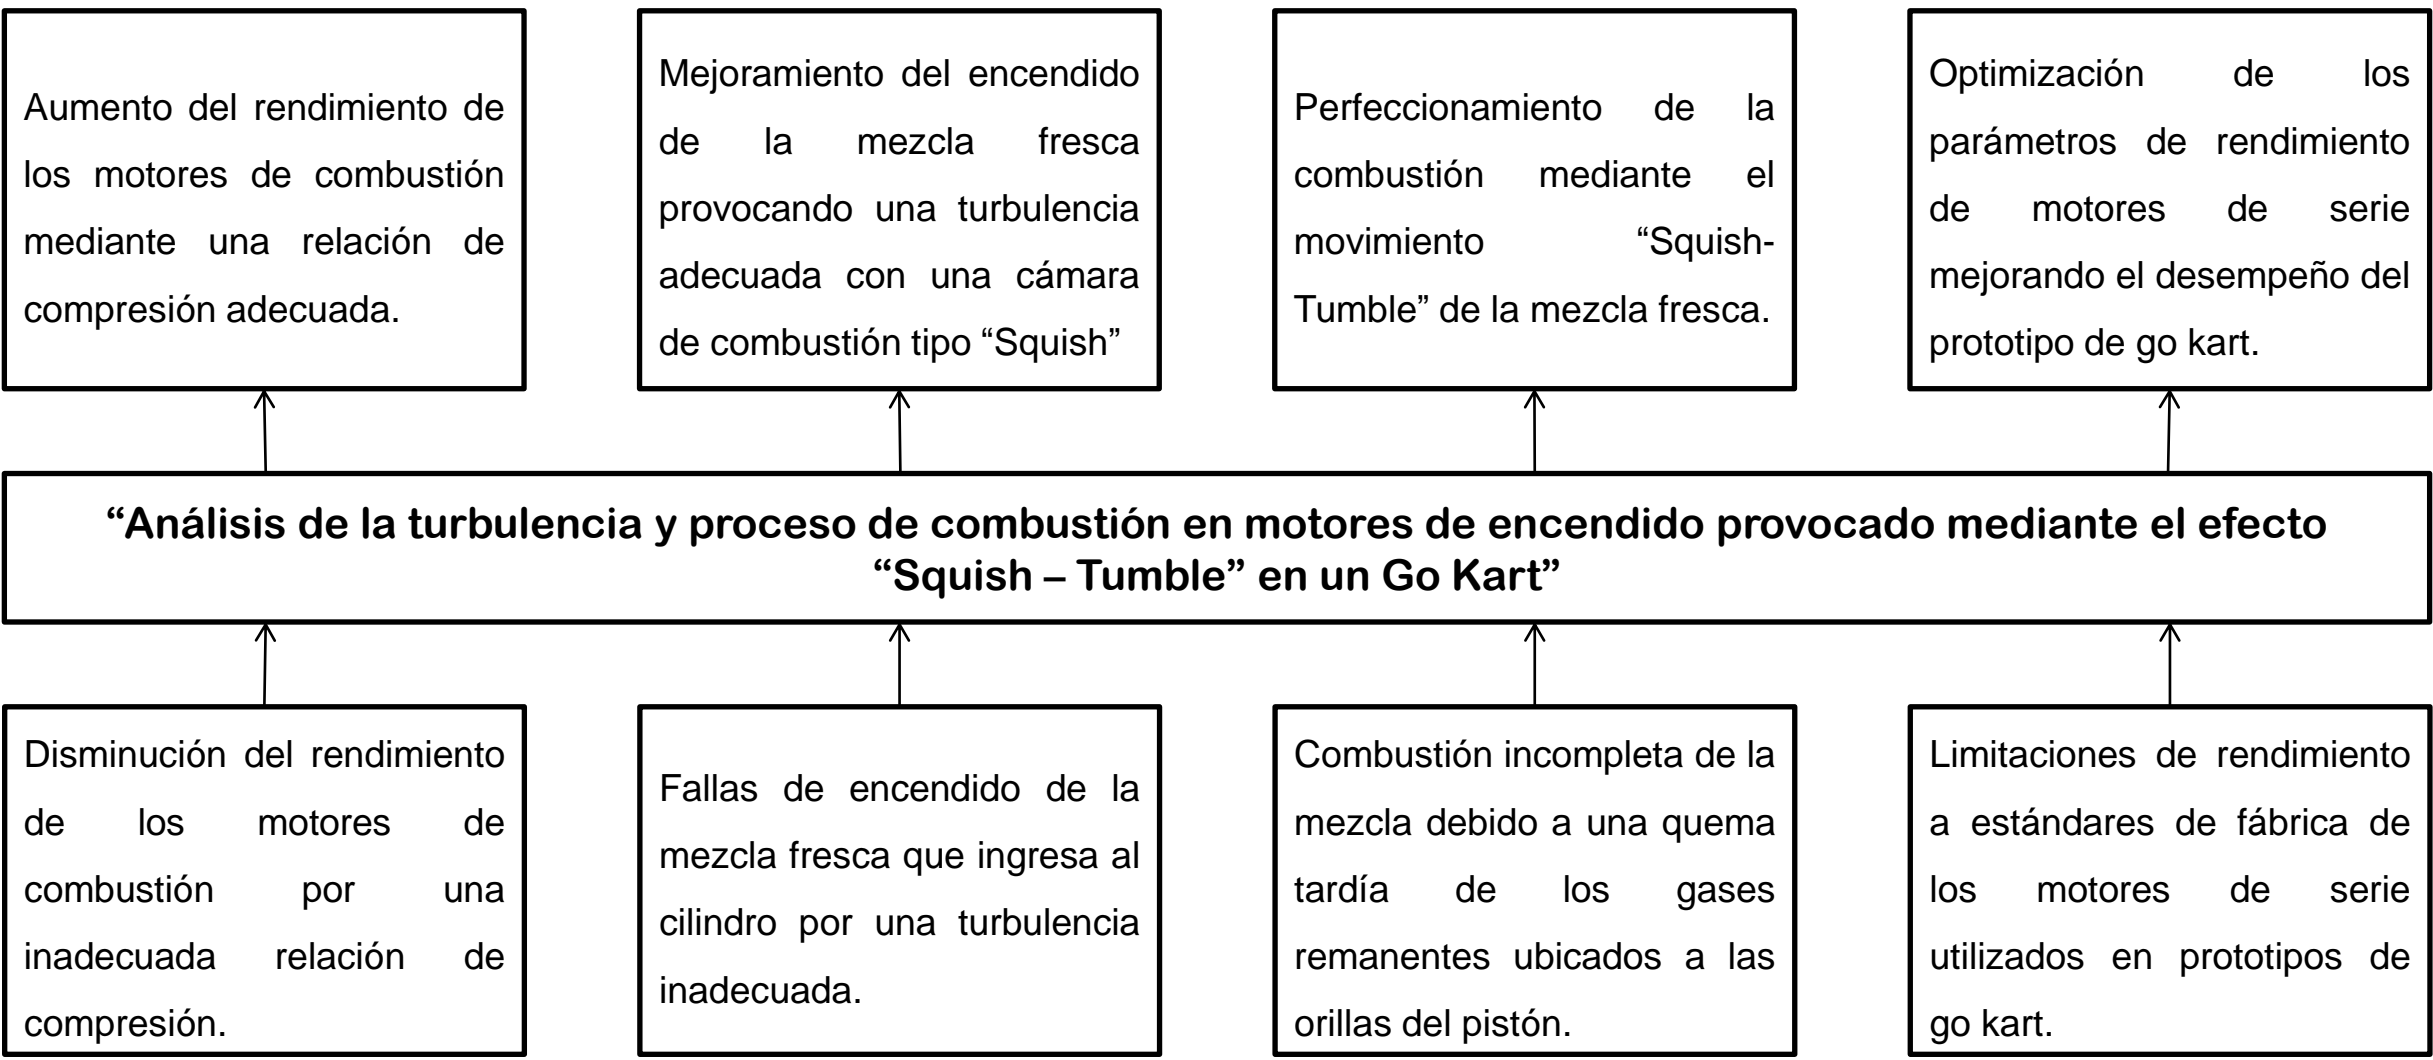 Aumento del rendimiento de
los motores de combustión
mediante una relación de
compresión adecuada.
Mejoramiento del encendido
de la mezcla fresca
provocando una turbulencia
adecuada con una cámara
de combustión tipo “Squish”
Perfeccionamiento de la
combustión mediante el
movimiento “Squish-
Tumble” de la mezcla fresca.
Optimización de los
parámetros de rendimiento
de motores de serie
mejorando el desempeño del
prototipo de go kart.
“Análisis de la turbulencia y proceso de combustión en motores de encendido provocado mediante el efecto
“Squish – Tumble” en un Go Kart”
Disminución del rendimiento
de los motores de
combustión por una
inadecuada relación de
compresión.
Fallas de encendido de la
mezcla fresca que ingresa al
cilindro por una turbulencia
inadecuada.
Combustión incompleta de la
mezcla debido a una quema
tardía de los gases
remanentes ubicados a las
orillas del pistón.
Limitaciones de rendimiento
a estándares de fábrica de
los motores de serie
utilizados en prototipos de
go kart.